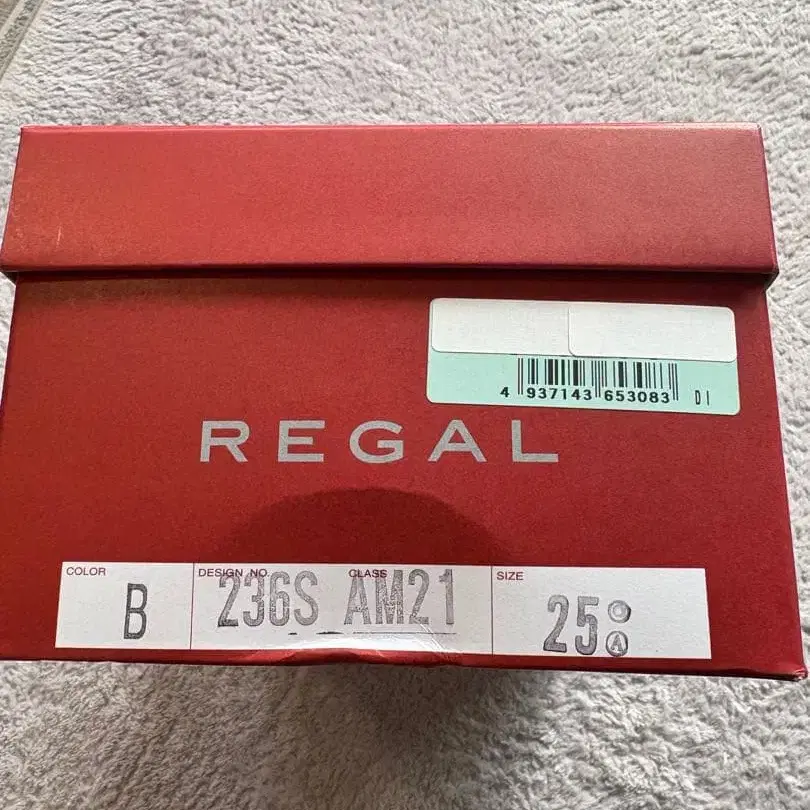 4 937143 653083 DI
REGAL
COLOR DESIGN NO. CLASS SIZE
B 236S AM21 25 O
A